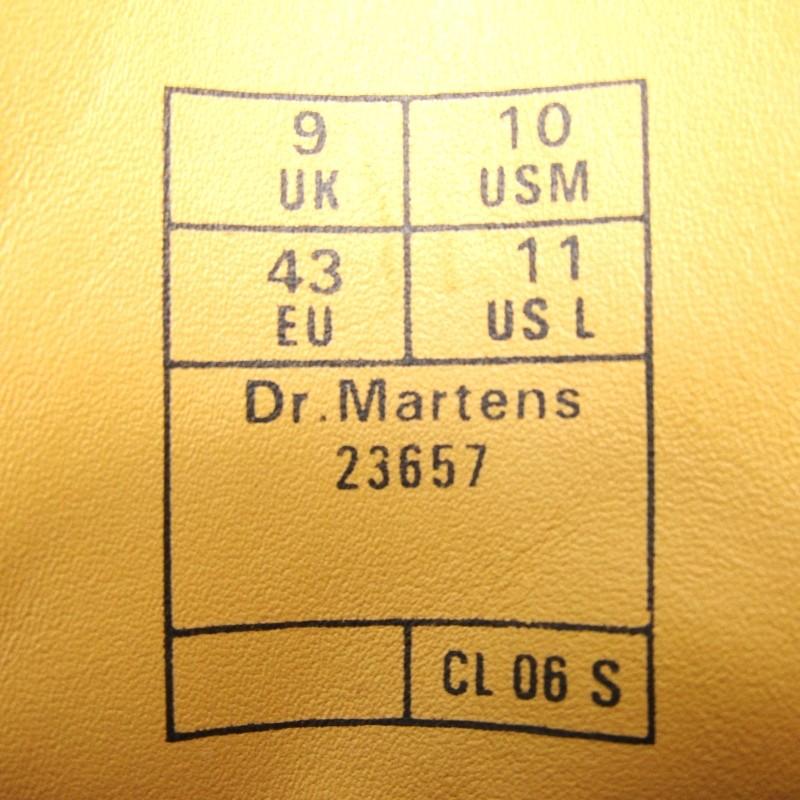 9 10
UK USM
43 11
EU US L
Dr.Martens
23657
CL 06 S